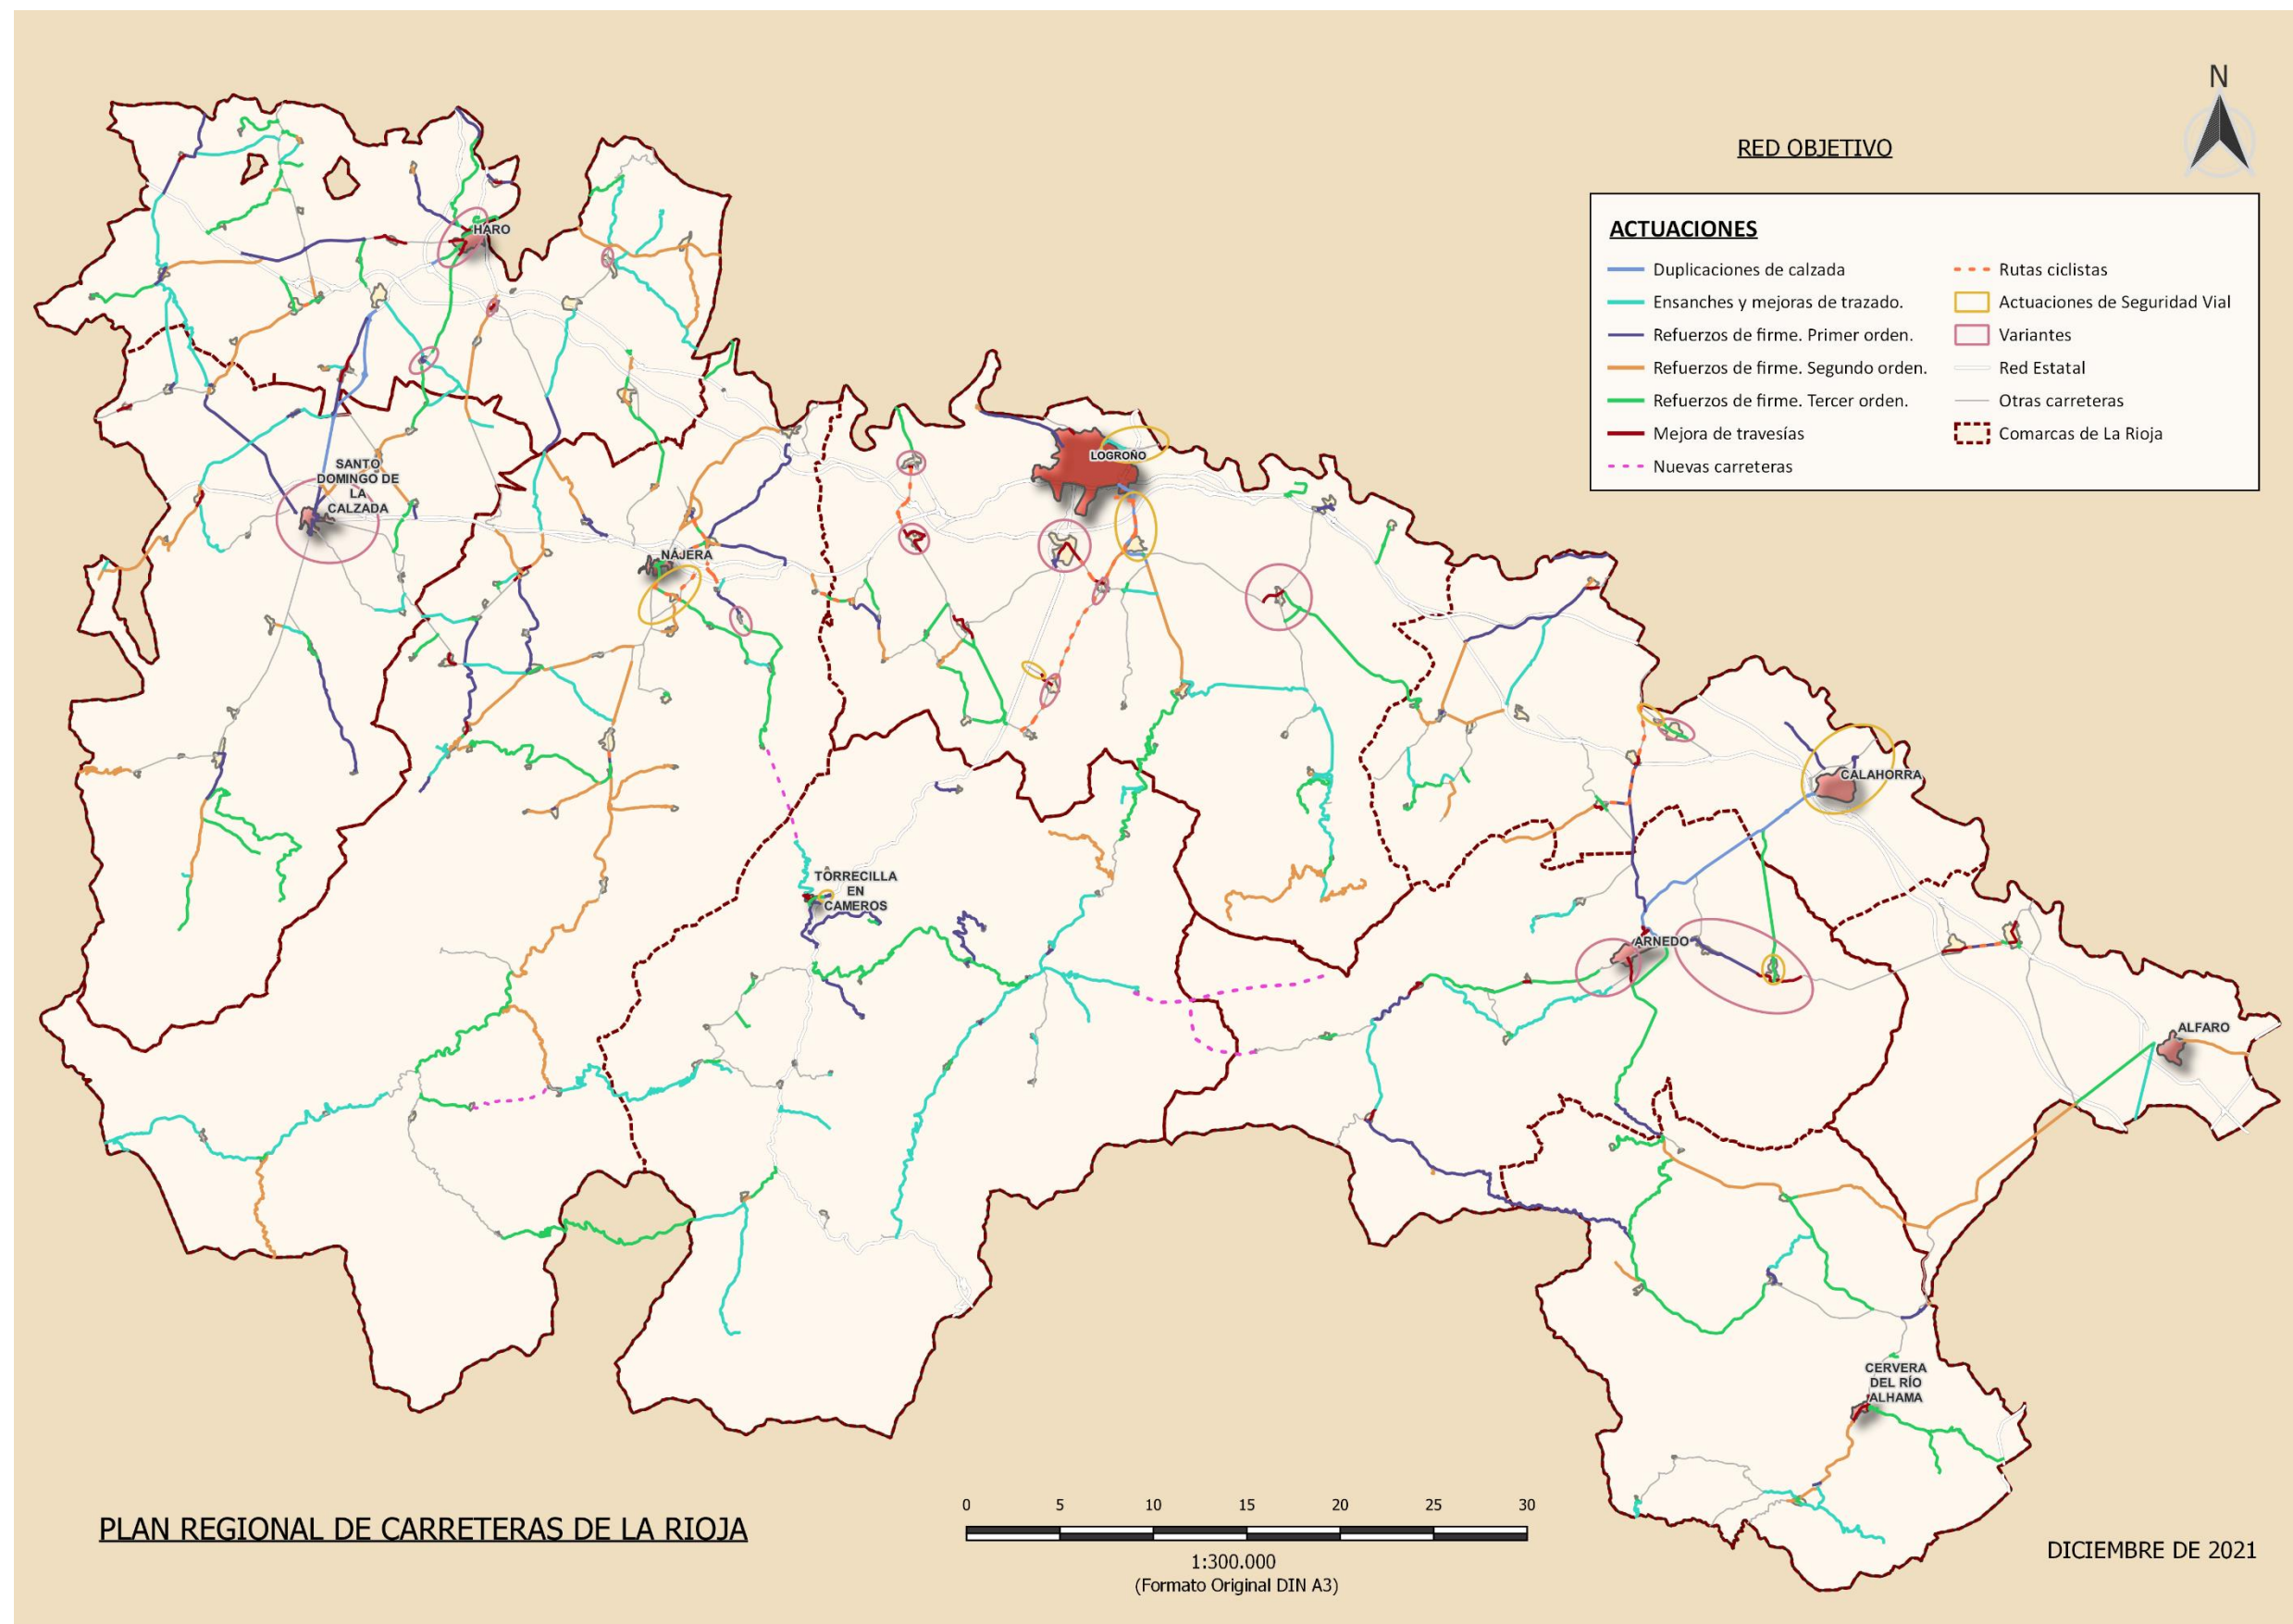 N
RED OBJETIVO
ACTUACIONES
Duplicaciones de calzada
Ensanches y mejoras de trazado.
Refuerzos de firme. Primer orden.
Refuerzos de firme. Segundo orden.
Refuerzos de firme. Tercer orden.
Mejora de travesías
Nuevas carreteras
Rutas ciclistas
Actuaciones de Seguridad Vial
Variantes
Red Estatal
Otras carreteras
Comarcas de La Rioja
HARO
LOGROÑO
SANTO
DOMINGO DE
LA
CALZADA
NÁJERA
CALAHORRA
TORRECILLA
EN
CAMEROS
ARNEDO
ALFARO
CERVERA
DEL RÍO
ALHAMA
PLAN REGIONAL DE CARRETERAS DE LA RIOJA
0 5 10 15 20 25 30
1:300.000
(Formato Original DIN A3)
DICIEMBRE DE 2021